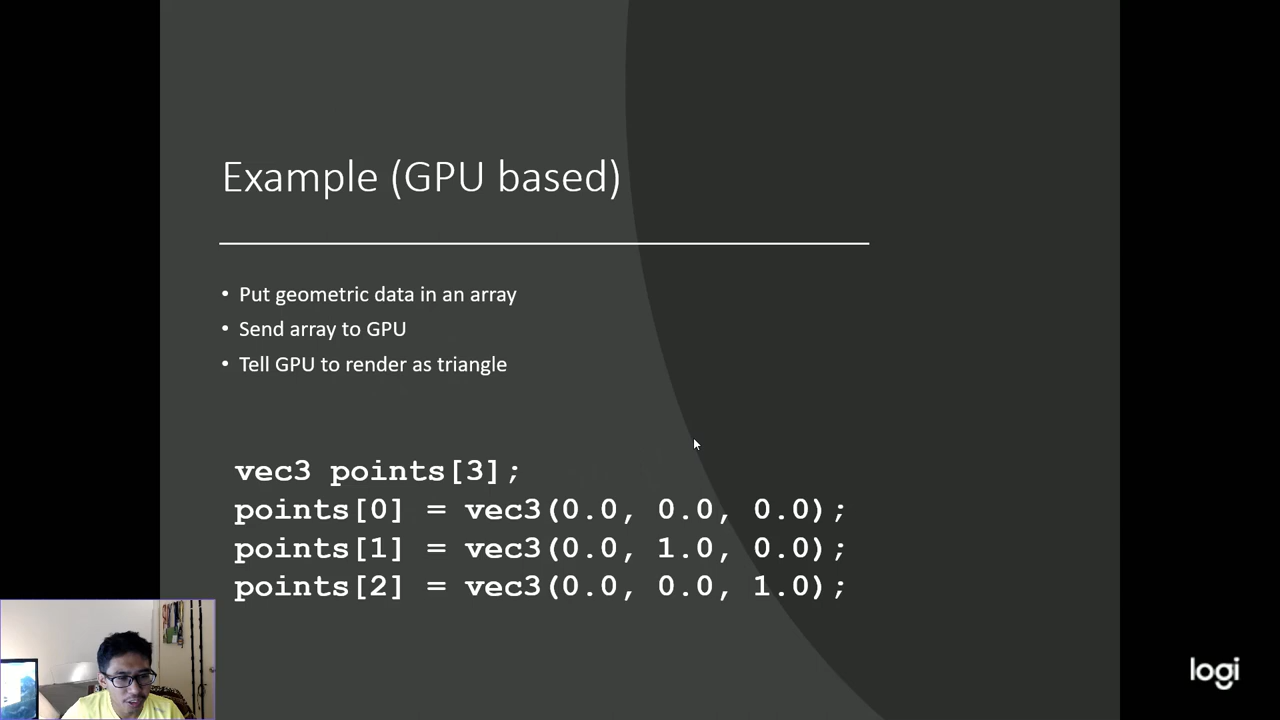 Example (GPU based)
• Put geometric data in an array
• Send array to GPU
• Tell GPU to render as triangle
vec3 points[3];
points[0] = vec3(0.0, 0.0, 0.0);
points[1] = vec3(0.0, 1.0, 0.0);
points[2] = vec3(0.0, 0.0, 1.0);
logi